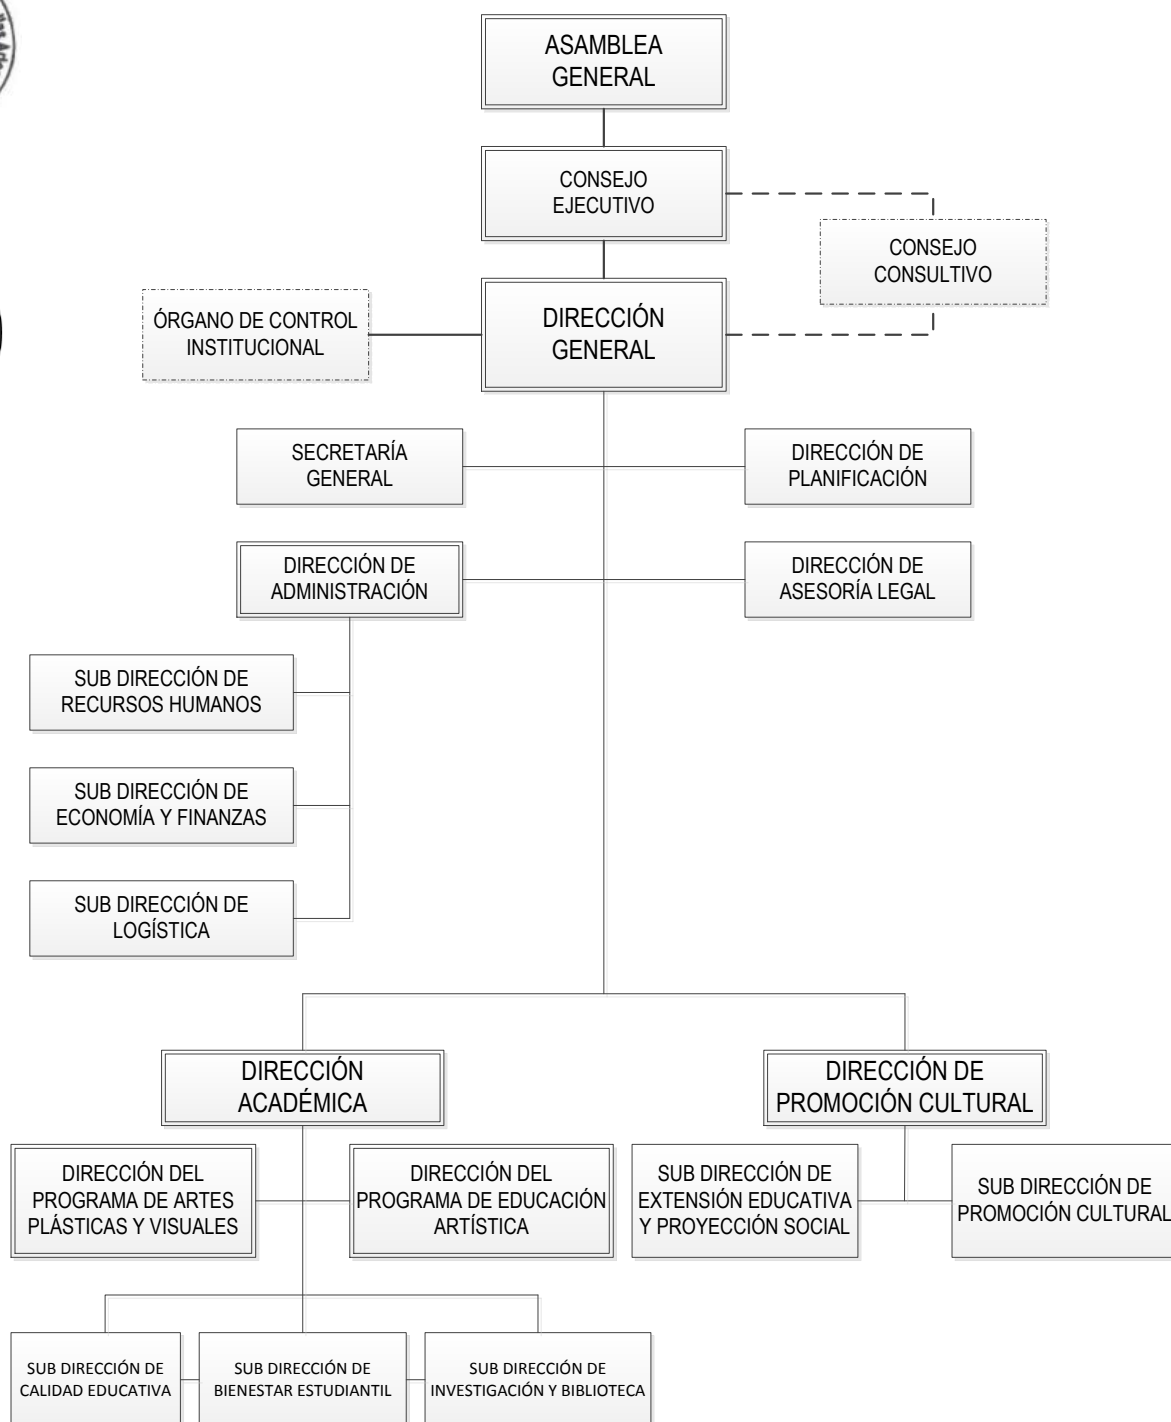 ASAMBLEA
GENERAL
CONSEJO
EJECUTIVO
CONSEJO
CONSULTIVO
ÓRGANO DE CONTROL
INSTITUCIONAL
DIRECCIÓN
GENERAL
SECRETARÍA
GENERAL
DIRECCIÓN DE
PLANIFICACIÓN
DIRECCIÓN DE
ADMINISTRACIÓN
DIRECCIÓN DE
ASESORÍA LEGAL
SUB DIRECCIÓN DE
RECURSOS HUMANOS
SUB DIRECCIÓN DE
ECONOMÍA Y FINANZAS
SUB DIRECCIÓN DE
LOGÍSTICA
DIRECCIÓN
ACADÉMICA
DIRECCIÓN DE
PROMOCIÓN CULTURAL
DIRECCIÓN DEL
PROGRAMA DE ARTES
PLÁSTICAS Y VISUALES
DIRECCIÓN DEL
PROGRAMA DE EDUCACIÓN
ARTÍSTICA
SUB DIRECCIÓN DE
EXTENSIÓN EDUCATIVA
Y PROYECCIÓN SOCIAL
SUB DIRECCIÓN DE
PROMOCIÓN CULTURAL
SUB DIRECCIÓN DE
CALIDAD EDUCATIVA
SUB DIRECCIÓN DE
BIENESTAR ESTUDIANTIL
SUB DIRECCIÓN DE
INVESTIGACIÓN Y BIBLIOTECA